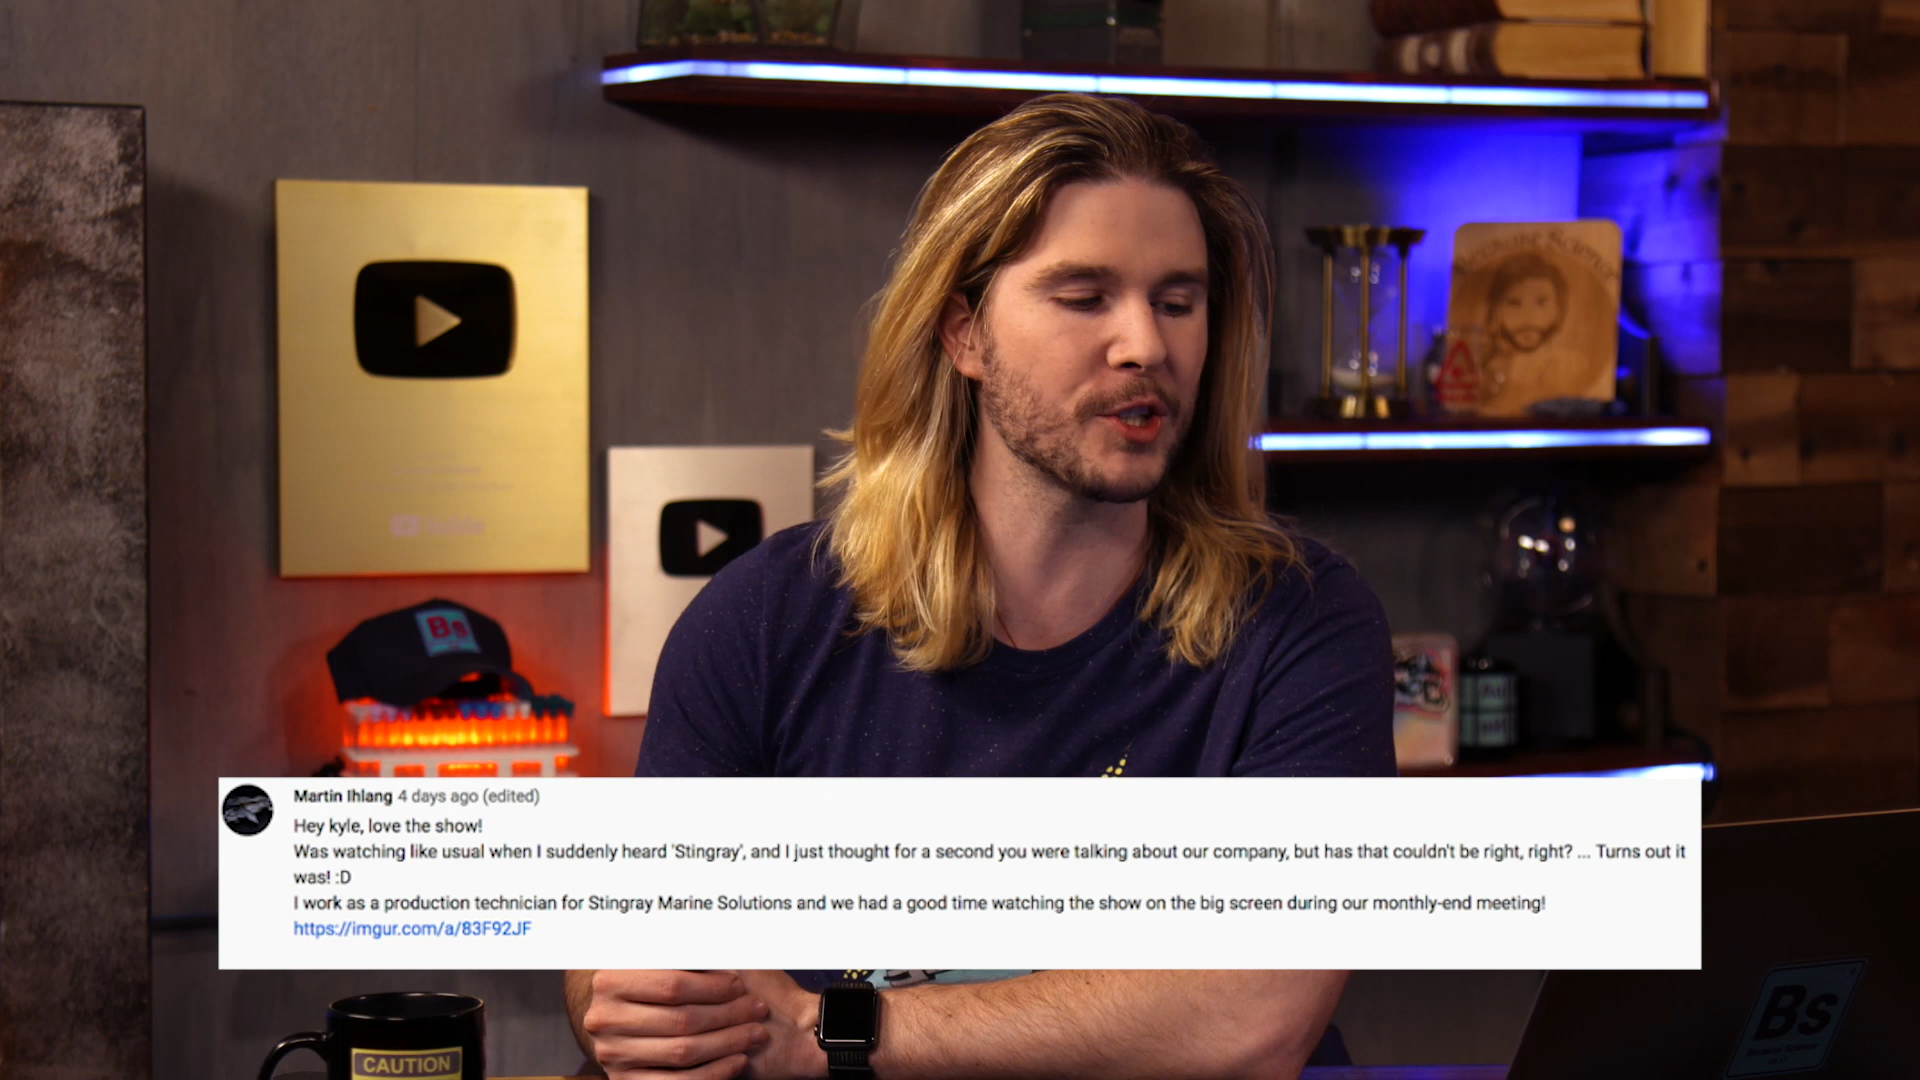 Because Science
Bs
Martin Ihlang 4 days ago (edited)
Hey kyle, love the show!
Was watching like usual when I suddenly heard 'Stingray', and I just thought for a second you were talking about our company, but has that couldn't be right, right? ... Turns out it
was! :D
I work as a production technician for Stingray Marine Solutions and we had a good time watching the show on the big screen during our monthly-end meeting!
https://imgur.com/a/83F92JF
CAUTION
Bs